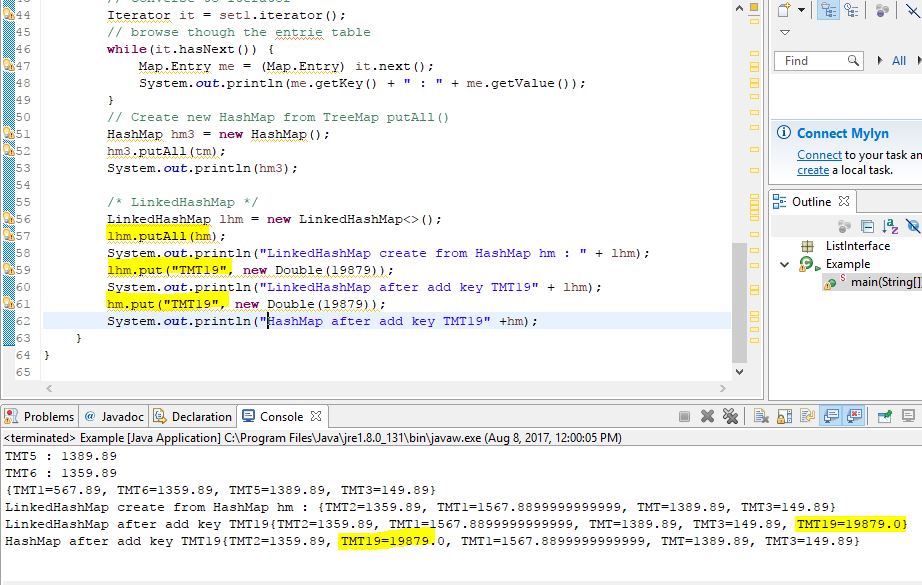 44 Iterator it = set1.iterator();
45 // browse though the entrie table
46 while(it.hasNext()) {
47 Map.Entry me = (Map.Entry) it.next();
48 System.out.println(me.getKey() + " : " + me.getValue());
49 }
50 // Create new HashMap from TreeMap putAll()
51 HashMap hm3 = new HashMap();
52 hm3.putAll(tm);
53 System.out.println(hm3);
54
55 /* LinkedHashMap */
56 LinkedHashMap lhm = new LinkedHashMap<>();
57 lhm.putAll(hm);
58 System.out.println("LinkedHashMap create from HashMap hm : " + lhm);
59 lhm.put("TMT19", new Double(19879));
60 System.out.println("LinkedHashMap after add key TMT19" + lhm);
61 hm.put("TMT19", new Double(19879));
62 System.out.println("HashMap after add key TMT19" +hm);
63 }
64 }
65
Find
All
Connect Mylyn
Connect to your task an
create a local task.
Outline
ListInterface
Example
main(String[]
Problems @ Javadoc Declaration Console
<terminated> Example [Java Application] C:\Program Files\Java\jre1.8.0_131\bin\javaw.exe (Aug 8, 2017, 12:00:05 PM)
TMT5 : 1389.89
TMT6 : 1359.89
{TMT1=567.89, TMT6=1359.89, TMT5=1389.89, TMT3=149.89}
LinkedHashMap create from HashMap hm : {TMT2=1359.89, TMT1=1567.8899999999999, TMT=1389.89, TMT3=149.89}
LinkedHashMap after add key TMT19{TMT2=1359.89, TMT1=1567.8899999999999, TMT=1389.89, TMT3=149.89, TMT19=19879.0}
HashMap after add key TMT19{TMT2=1359.89, TMT19=19879.0, TMT1=1567.8899999999999, TMT=1389.89, TMT3=149.89}